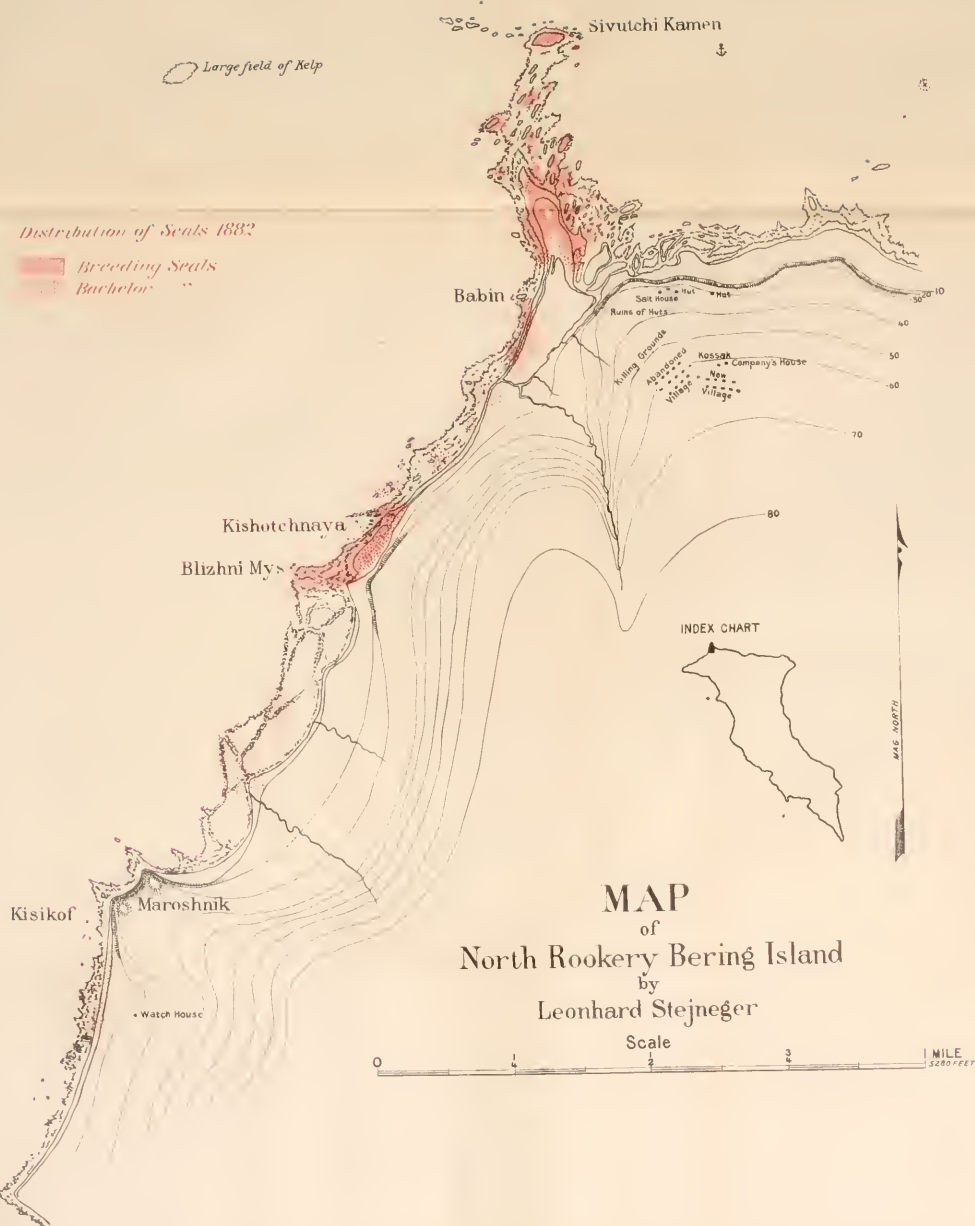 Sivutchi Kamen
Large field of Kelp
Distribution of Seals 1882
Breeding Seals
Bachelor "
Babin
Salt House
Hut
Hut
Ruins of Huts
10
20
30
40
50
60
70
80
Killing Grounds
Abandoned
Village
Kossak
Company's House
New
Village
Kishotchnaya
Blizhni Mys
INDEX CHART
MAG NORTH
Kisikof
Maroshnik
Watch House
MAP
of
North Rookery Bering Island
by
Leonhard Stejneger
Scale
0 1/4 1/2 3/4 1 MILE
5280 FEET